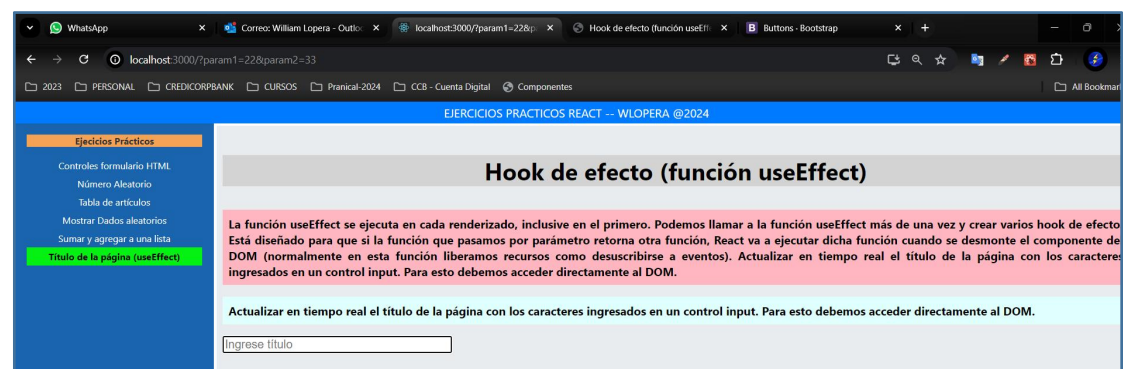 WhatsApp
Correo: William Lopera - Outlo
localhost:3000/?param1=22&p
Hook de efecto (función useEffe
B Buttons · Bootstrap
localhost:3000/?param1=22&param2=33
2023 PERSONAL CREDICORPBANK CURSOS Pranical-2024 CCB - Cuenta Digital Componentes
All Bookmar
EJERCICIOS PRACTICOS REACT -- WLOPERA @2024
Ejecicios Prácticos
Controles formulario HTML
Número Aleatorio
Tabla de artículos
Mostrar Dados aleatorios
Sumar y agregar a una lista
Título de la página (useEffect)
Hook de efecto (función useEffect)
La función useEffect se ejecuta en cada renderizado, inclusive en el primero. Podemos llamar a la función useEffect más de una vez y crear varios hook de efecto
Está diseñado para que si la función que pasamos por parámetro retorna otra función, React va a ejecutar dicha función cuando se desmonte el componente de
DOM (normalmente en esta función liberamos recursos como desuscribirse a eventos). Actualizar en tiempo real el título de la página con los caracteres
ingresados en un control input. Para esto debemos acceder directamente al DOM.
Actualizar en tiempo real el título de la página con los caracteres ingresados en un control input. Para esto debemos acceder directamente al DOM.
Ingrese título